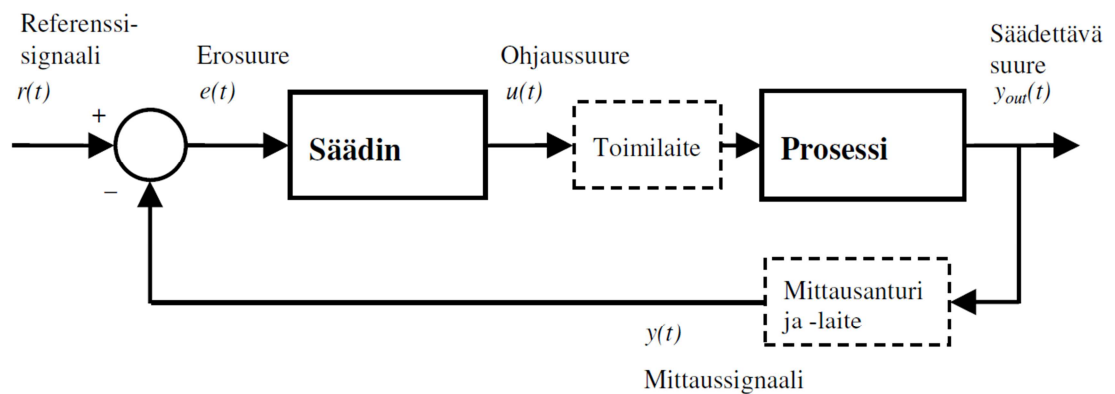 Referenssi-
signaali
r(t)
Erosuure
e(t)
Ohjaussuure
u(t)
Säädettävä
suure
y_out(t)
+
−
Säädin
Toimilaite
Prosessi
Mittausanturi
ja -laite
y(t)
Mittaussignaali